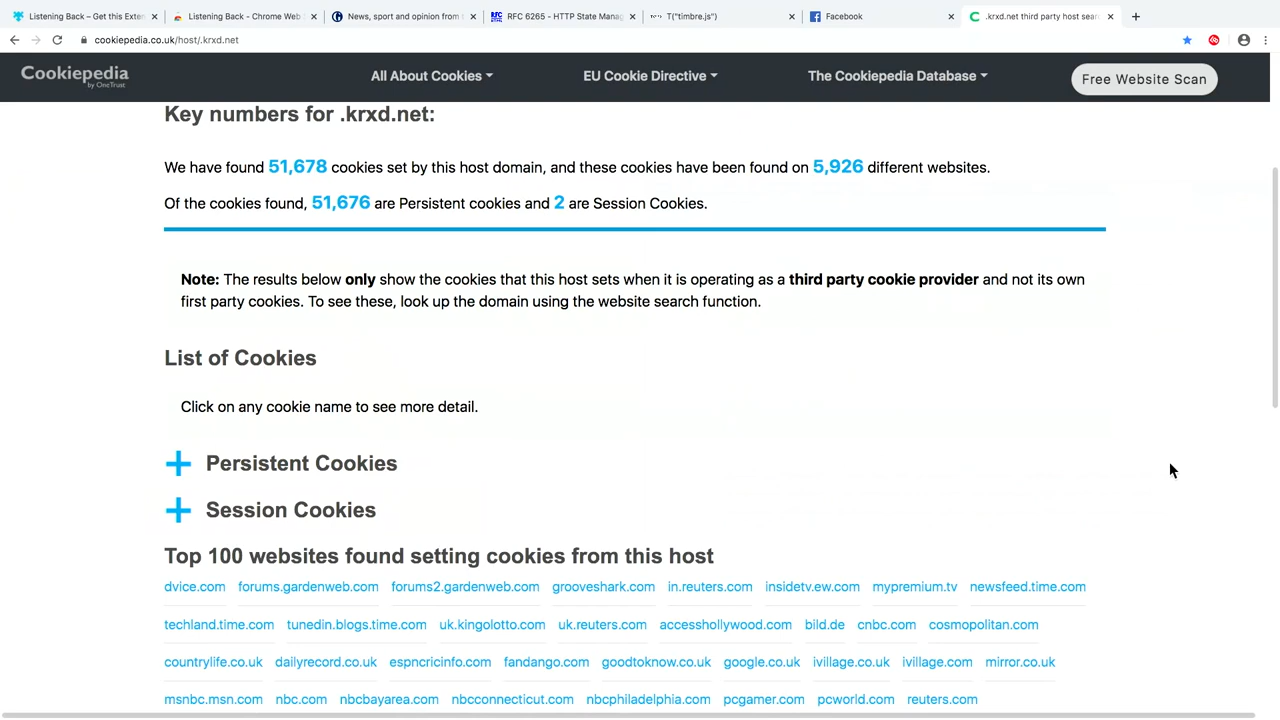 Listening Back – Get this Exten
Listening Back - Chrome Web S
News, sport and opinion from t
RFC 6265 - HTTP State Manag
T("timbre.js")
Facebook
.krxd.net third party host sear
cookiepedia.co.uk/host/.krxd.net
Cookiepedia
by OneTrust
All About Cookies
EU Cookie Directive
The Cookiepedia Database
Free Website Scan
Key numbers for .krxd.net:
We have found 51,678 cookies set by this host domain, and these cookies have been found on 5,926 different websites.
Of the cookies found, 51,676 are Persistent cookies and 2 are Session Cookies.
Note: The results below only show the cookies that this host sets when it is operating as a third party cookie provider and not its own
first party cookies. To see these, look up the domain using the website search function.
List of Cookies
Click on any cookie name to see more detail.
Persistent Cookies
Session Cookies
Top 100 websites found setting cookies from this host
dvice.com forums.gardenweb.com forums2.gardenweb.com grooveshark.com in.reuters.com insidetv.ew.com mypremium.tv newsfeed.time.com
techland.time.com tunedin.blogs.time.com uk.kingolotto.com uk.reuters.com accesshollywood.com bild.de cnbc.com cosmopolitan.com
countrylife.co.uk dailyrecord.co.uk espncricinfo.com fandango.com goodtoknow.co.uk google.co.uk ivillage.co.uk ivillage.com mirror.co.uk
msnbc.msn.com nbc.com nbcbayarea.com nbcconnecticut.com nbcphiladelphia.com pcgamer.com pcworld.com reuters.com